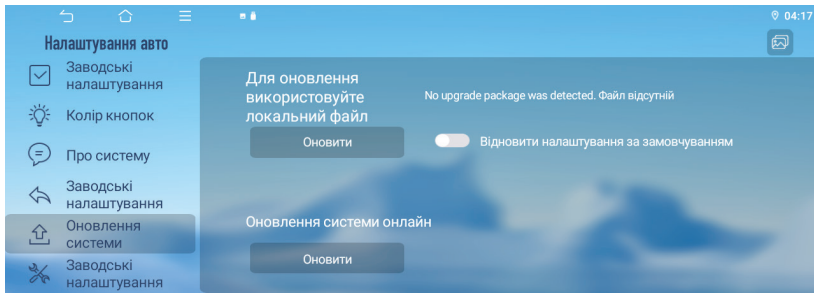 04:17
Налаштування авто
Заводські
налаштування
Колір кнопок
Про систему
Заводські
налаштування
Оновлення
системи
Заводські
налаштування
Для оновлення
використовуйте
локальний файл
No upgrade package was detected. Файл відсутній
Оновити
Відновити налаштування за замовчуванням
Оновлення системи онлайн
Оновити